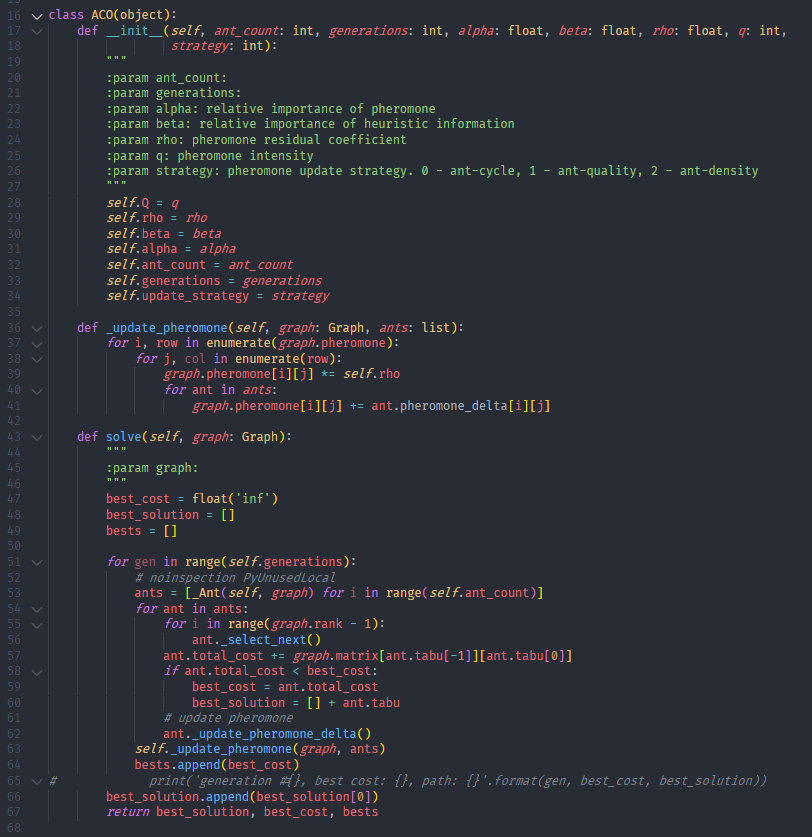 15
16 class ACO(object):
17     def __init__(self, ant_count: int, generations: int, alpha: float, beta: float, rho: float, q: int,
18                  strategy: int):
19         """
20         :param ant_count:
21         :param generations:
22         :param alpha: relative importance of pheromone
23         :param beta: relative importance of heuristic information
24         :param rho: pheromone residual coefficient
25         :param q: pheromone intensity
26         :param strategy: pheromone update strategy. 0 - ant-cycle, 1 - ant-quality, 2 - ant-density
27         """
28         self.Q = q
29         self.rho = rho
30         self.beta = beta
31         self.alpha = alpha
32         self.ant_count = ant_count
33         self.generations = generations
34         self.update_strategy = strategy
35
36     def _update_pheromone(self, graph: Graph, ants: list):
37         for i, row in enumerate(graph.pheromone):
38             for j, col in enumerate(row):
39                 graph.pheromone[i][j] *= self.rho
40                 for ant in ants:
41                     graph.pheromone[i][j] += ant.pheromone_delta[i][j]
42
43     def solve(self, graph: Graph):
44         """
45         :param graph:
46         """
47         best_cost = float('inf')
48         best_solution = []
49         bests = []
50
51         for gen in range(self.generations):
52             # noinspection PyUnusedLocal
53             ants = [_Ant(self, graph) for i in range(self.ant_count)]
54             for ant in ants:
55                 for i in range(graph.rank - 1):
56                     ant._select_next()
57                 ant.total_cost += graph.matrix[ant.tabu[-1]][ant.tabu[0]]
58                 if ant.total_cost < best_cost:
59                     best_cost = ant.total_cost
60                     best_solution = [] + ant.tabu
61                 # update pheromone
62                 ant._update_pheromone_delta()
63             self._update_pheromone(graph, ants)
64             bests.append(best_cost)
65 #             print('generation #{}, best cost: {}, path: {}'.format(gen, best_cost, best_solution))
66         best_solution.append(best_solution[0])
67         return best_solution, best_cost, bests
68